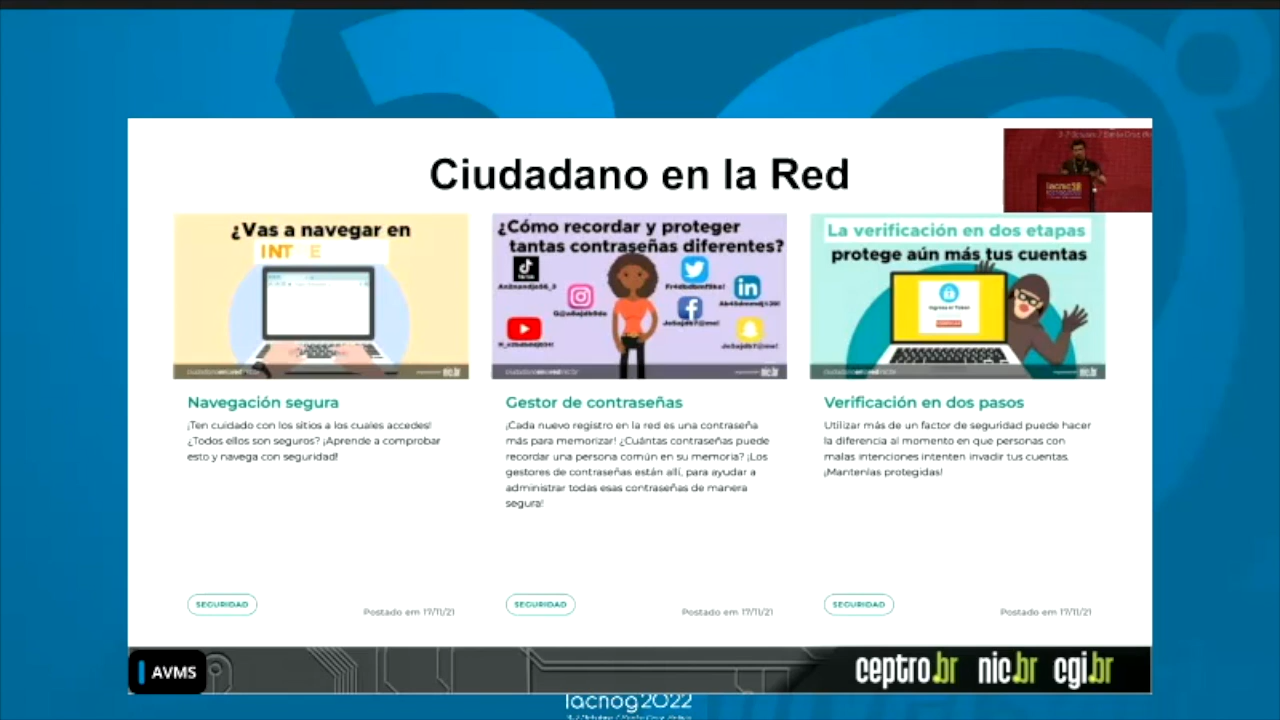 Ciudadano en la Red
¿Vas a navegar en
INT E
¿Cómo recordar y proteger
tantas contraseñas diferentes?
La verificación en dos etapas
protege aún más tus cuentas
nic.br
nic.br
nic.br
Navegación segura
¡Ten cuidado con los sitios a los cuales accedes!
¿Todos ellos son seguros? ¡Aprende a comprobar
esto y navega con seguridad!
Gestor de contraseñas
¡Cada nuevo registro en la red es una contraseña
más para memorizar! ¿Cuántas contraseñas puede
recordar una persona común en su memoria? ¡Los
gestores de contraseñas están allí, para ayudar a
administrar todas esas contraseñas de manera
segura!
Verificación en dos pasos
Utilizar más de un factor de seguridad puede hacer
la diferencia al momento en que personas con
malas intenciones intenten invadir tus cuentas.
¡Mantenlas protegidas!
SEGURIDAD
Postado em 17/11/21
SEGURIDAD
Postado em 17/11/21
SEGURIDAD
Postado em 17/11/21
AVMS
ceptro.br nic.br cgi.br
lacnog2022